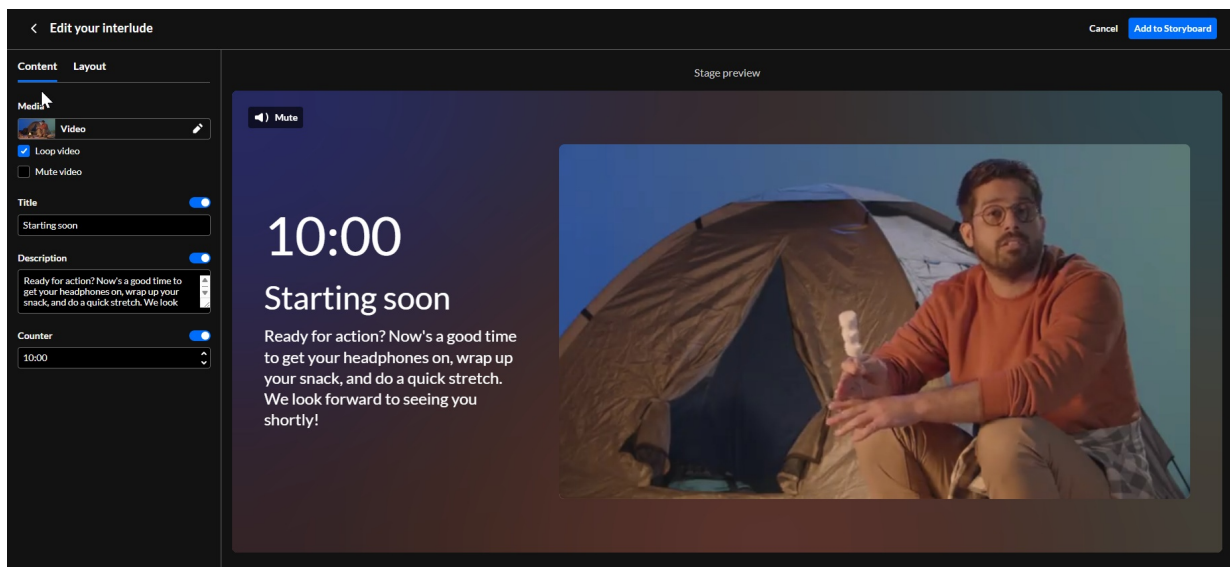 Edit your interlude
Cancel
Add to Storyboard
Content
Layout
Stage preview
Media
Video
Loop video
Mute video
Title
Starting soon
Description
Ready for action? Now's a good time to
get your headphones on, wrap up your
snack, and do a quick stretch. We look
Counter
10:00
Mute
10:00
Starting soon
Ready for action? Now's a good time
to get your headphones on, wrap up
your snack, and do a quick stretch.
We look forward to seeing you
shortly!